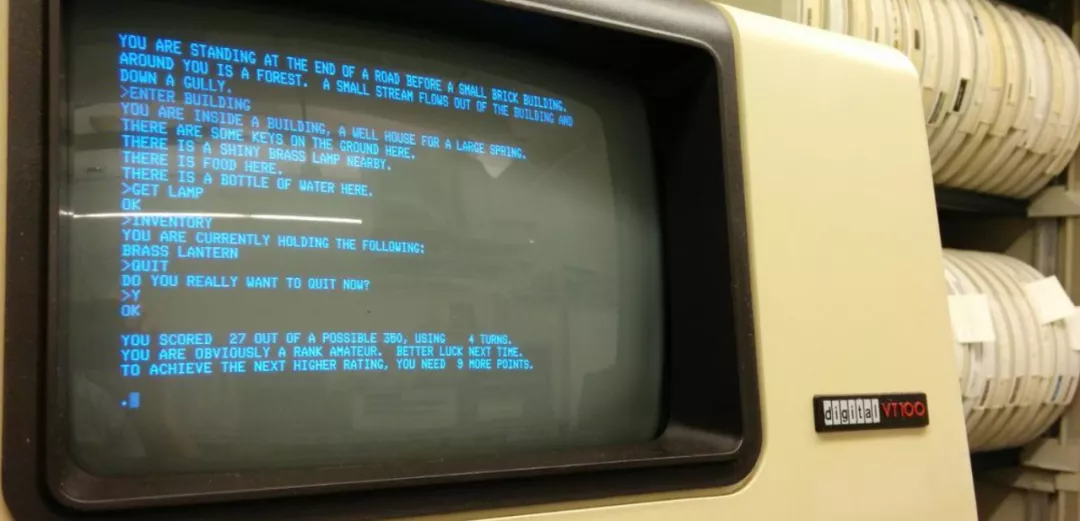 YOU ARE STANDING AT THE END OF A ROAD BEFORE A SMALL BRICK BUILDING.
AROUND YOU IS A FOREST.  A SMALL STREAM FLOWS OUT OF THE BUILDING AND
DOWN A GULLY.
>ENTER BUILDING
YOU ARE INSIDE A BUILDING, A WELL HOUSE FOR A LARGE SPRING.
THERE ARE SOME KEYS ON THE GROUND HERE.
THERE IS A SHINY BRASS LAMP NEARBY.
THERE IS FOOD HERE.
THERE IS A BOTTLE OF WATER HERE.
>GET LAMP
OK
>INVENTORY
YOU ARE CURRENTLY HOLDING THE FOLLOWING:
BRASS LANTERN
>QUIT
DO YOU REALLY WANT TO QUIT NOW?
>Y
OK
YOU SCORED  27 OUT OF A POSSIBLE 350, USING    4 TURNS.
YOU ARE OBVIOUSLY A RANK AMATEUR.  BETTER LUCK NEXT TIME.
TO ACHIEVE THE NEXT HIGHER RATING, YOU NEED  9 MORE POINTS.
.
digital VT100